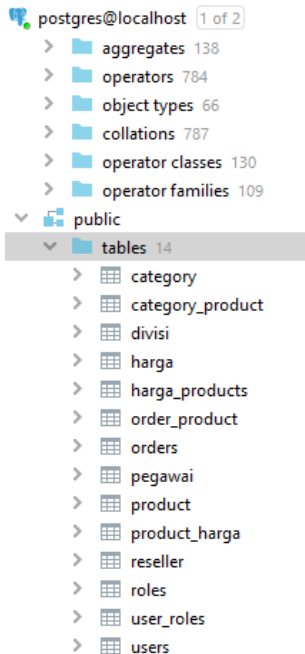 postgres@localhost 1 of 2
aggregates 138
operators 784
object types 66
collations 787
operator classes 130
operator families 109
public
tables 14
category
category_product
divisi
harga
harga_products
order_product
orders
pegawai
product
product_harga
reseller
roles
user_roles
users